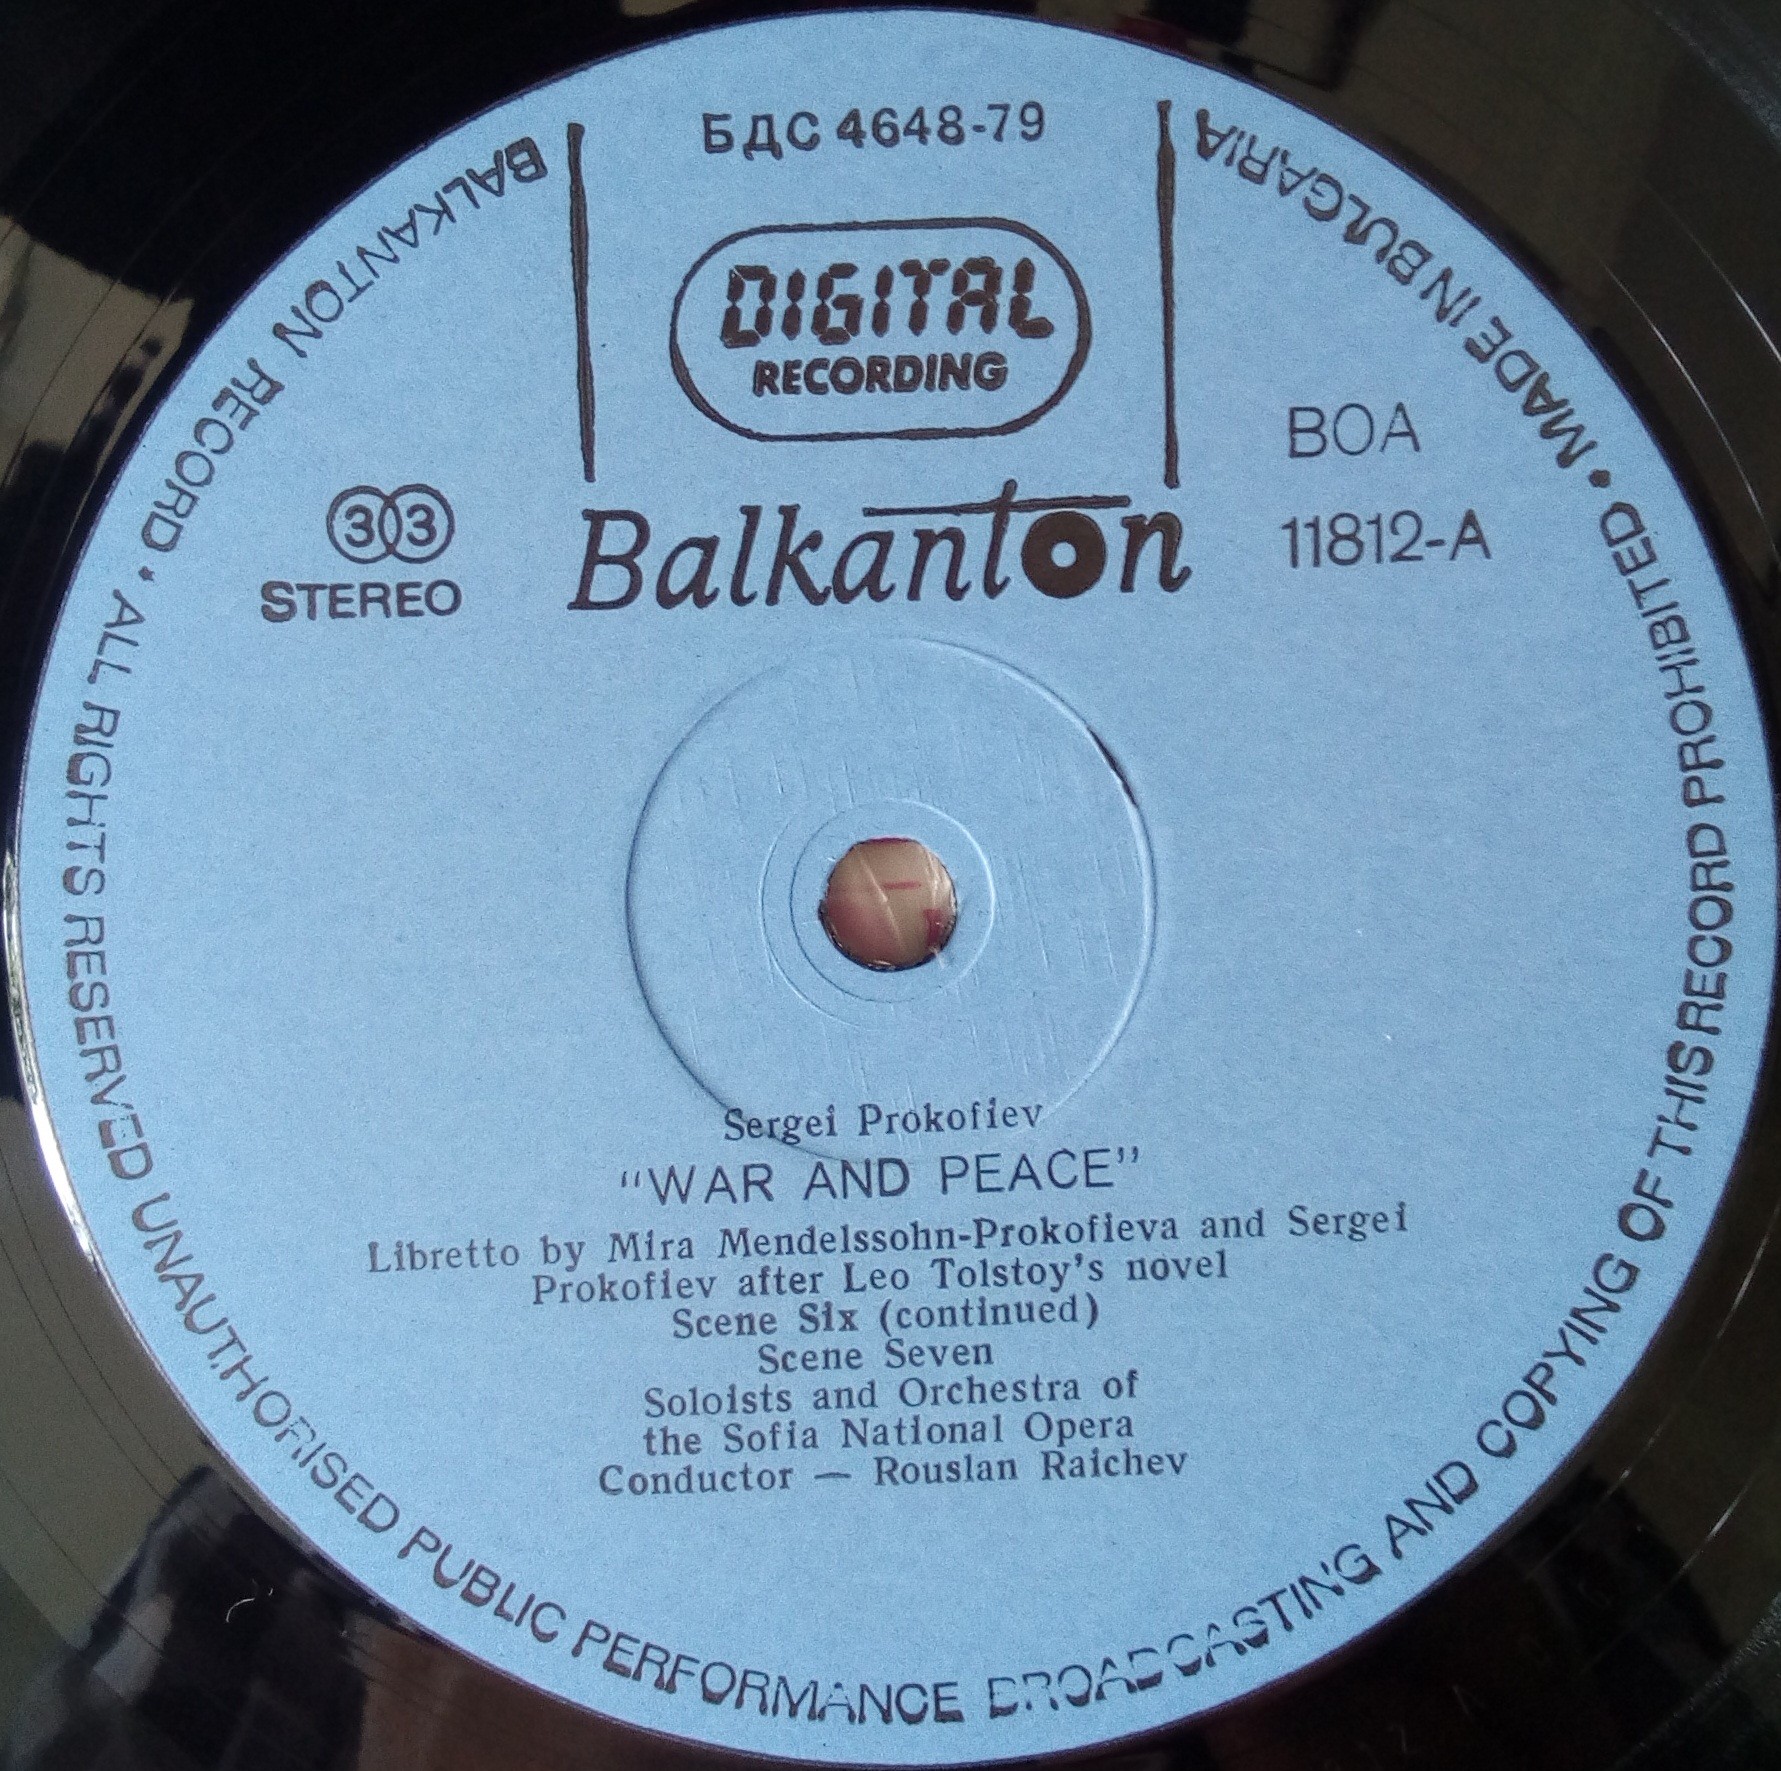 БДС 4648-79
DIGITAL
RECORDING
BOA
11812-A
33
STEREO
Balkanton
Sergei Prokofiev
“WAR AND PEACE”
Libretto by Mira Mendelssohn-Prokofieva and Sergei
Prokofiev after Leo Tolstoy's novel
Scene Six (continued)
Scene Seven
Soloists and Orchestra of
the Sofia National Opera
Conductor — Rouslan Raichev
BALKANTON RECORD • ALL RIGHTS RESERVED UNAUTHORISED PUBLIC PERFORMANCE BROADCASTING AND COPYING OF THIS RECORD PROHIBITED • MADE IN BULGARIA